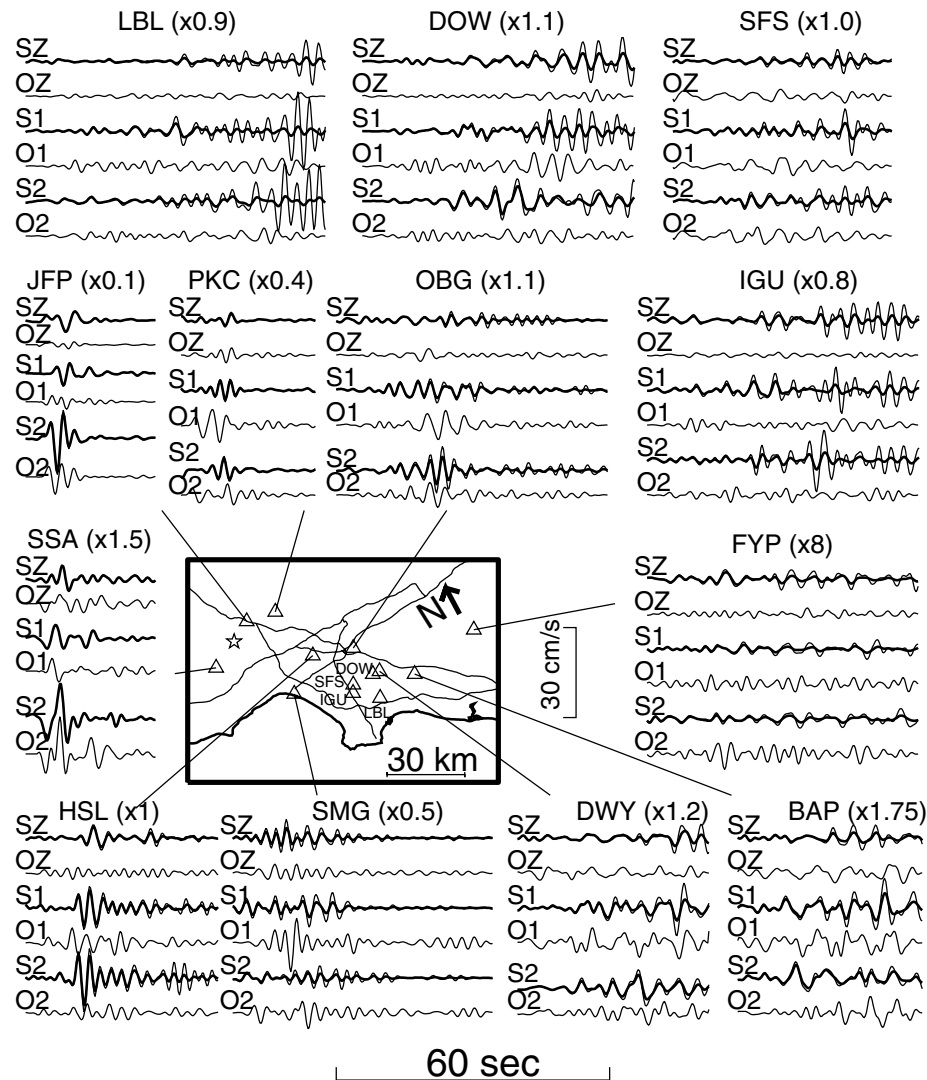 LBL (x0.9)
SZ
OZ
S1
O1
S2
O2
DOW (x1.1)
SZ
OZ
S1
O1
S2
O2
SFS (x1.0)
SZ
OZ
S1
O1
S2
O2
JFP (x0.1)
SZ
OZ
S1
O1
S2
O2
PKC (x0.4)
SZ
OZ
S1
O1
S2
O2
OBG (x1.1)
SZ
OZ
S1
O1
S2
O2
IGU (x0.8)
SZ
OZ
S1
O1
S2
O2
SSA (x1.5)
SZ
OZ
S1
O1
S2
O2
N
DOW
SFS
IGU
LBL
30 km
30 cm/s
FYP (x8)
SZ
OZ
S1
O1
S2
O2
HSL (x1)
SZ
OZ
S1
O1
S2
O2
SMG (x0.5)
SZ
OZ
S1
O1
S2
O2
DWY (x1.2)
SZ
OZ
S1
O1
S2
O2
BAP (x1.75)
SZ
OZ
S1
O1
S2
O2
60 sec